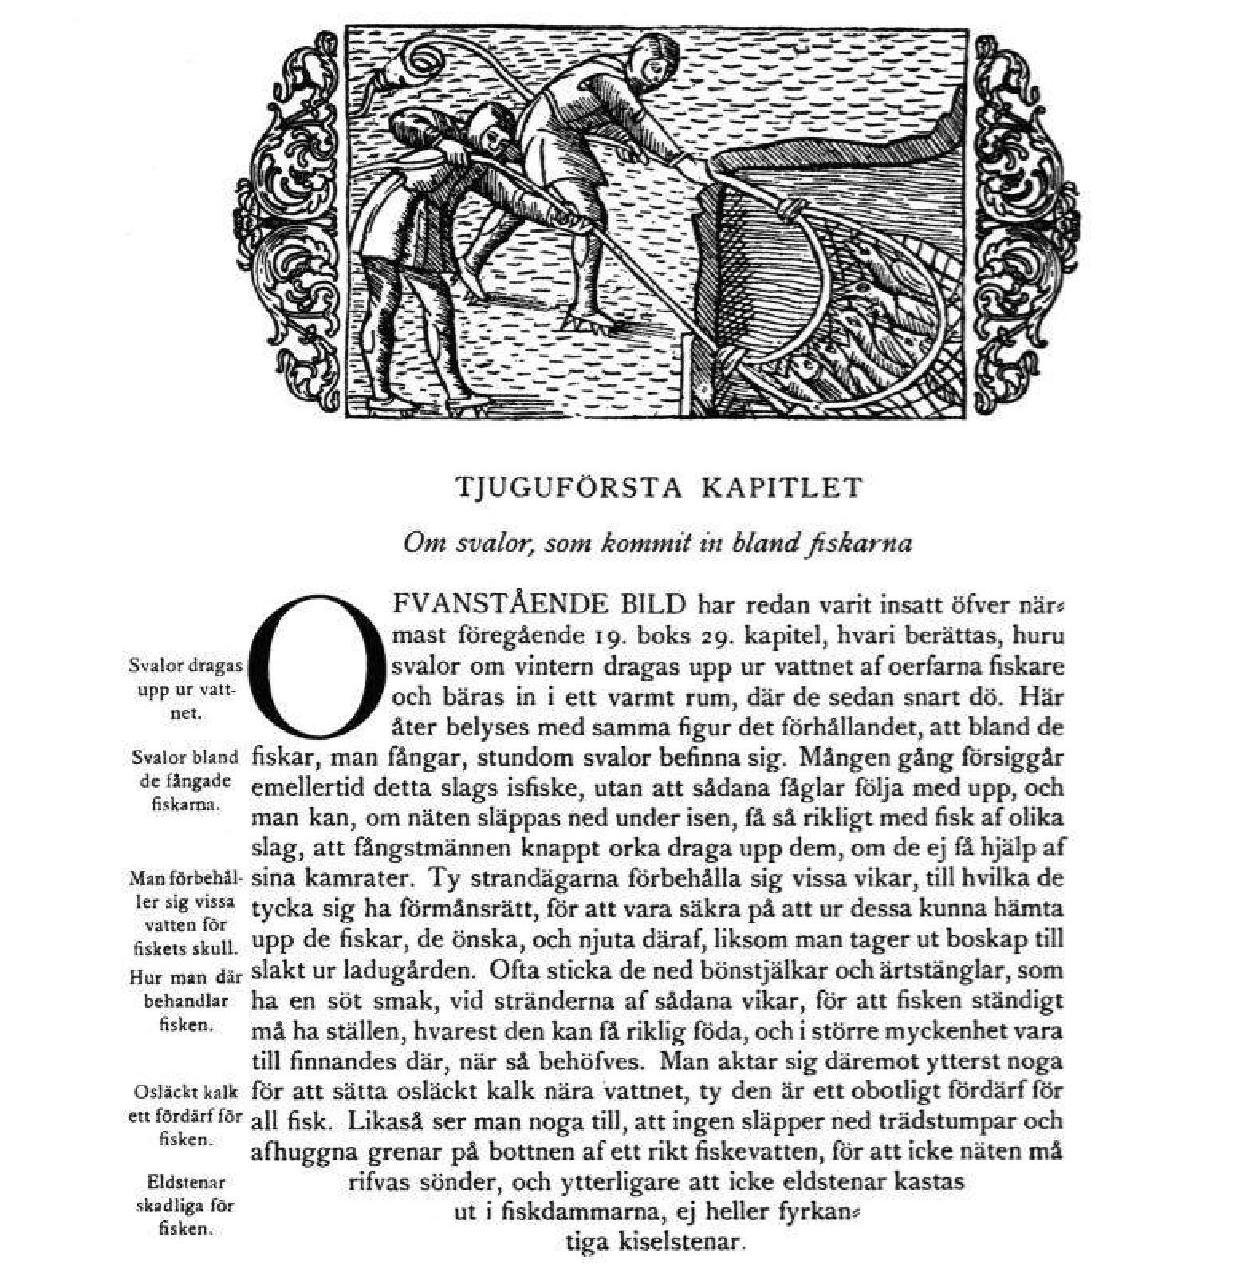 TJUGUFÖRSTA KAPITLET
Om svalor, som kommit in bland fiskarna
OFVANSTÅENDE BILD har redan varit insatt öfver när⸗
mast föregående 19. boks 29. kapitel, hvari berättas, huru
svalor om vintern dragas upp ur vattnet af oerfarna fiskare
och bäras in i ett varmt rum, där de sedan snart dö. Här
åter belyses med samma figur det förhållandet, att bland de
fiskar, man fångar, stundom svalor befinna sig. Mången gång försiggår
emellertid detta slags isfiske, utan att sådana fåglar följa med upp, och
man kan, om näten släppas ned under isen, få så rikligt med fisk af olika
slag, att fångstmännen knappt orka draga upp dem, om de ej få hjälp af
sina kamrater. Ty strandägarna förbehålla sig vissa vikar, till hvilka de
tycka sig ha förmånsrätt, för att vara säkra på att ur dessa kunna hämta
upp de fiskar, de önska, och njuta däraf, liksom man tager ut boskap till
slakt ur ladugården. Ofta sticka de ned bönstjälkar och ärtstänglar, som
ha en söt smak, vid stränderna af sådana vikar, för att fisken ständigt
må ha ställen, hvarest den kan få riklig föda, och i större myckenhet vara
till finnandes där, när så behöfves. Man aktar sig däremot ytterst noga
för att sätta osläckt kalk nära vattnet, ty den är ett obotligt fördärf för
all fisk. Likaså ser man noga till, att ingen släpper ned trädstumpar och
afhuggna grenar på bottnen af ett rikt fiskevatten, för att icke näten må
rifvas sönder, och ytterligare att icke eldstenar kastas
ut i fiskdammarna, ej heller fyrkan⸗
tiga kiselstenar.
Svalor dragas
upp ur vatt-
net.
Svalor bland
de fångade
fiskarna.
Man förbehål-
ler sig vissa
vatten för
fiskets skull.
Hur man där
behandlar
fisken.
Osläckt kalk
ett fördärf för
fisken.
Eldstenar
skadliga för
fisken.